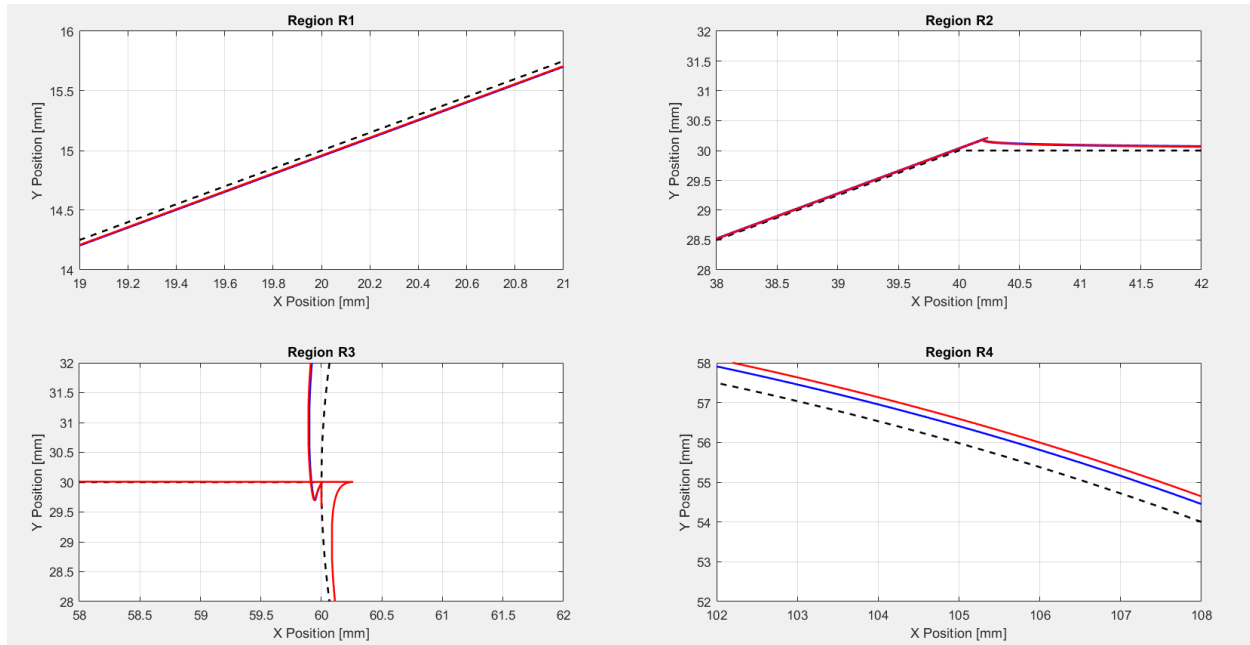 Region R1
16
15.5
15
14.5
14
Y Position [mm]
19 19.2 19.4 19.6 19.8 20 20.2 20.4 20.6 20.8 21
X Position [mm]
Region R2
32
31.5
31
30.5
30
29.5
29
28.5
28
Y Position [mm]
38 38.5 39 39.5 40 40.5 41 41.5 42
X Position [mm]
Region R3
32
31.5
31
30.5
30
29.5
29
28.5
28
Y Position [mm]
58 58.5 59 59.5 60 60.5 61 61.5 62
X Position [mm]
Region R4
58
57
56
55
54
53
52
Y Position [mm]
102 103 104 105 106 107 108
X Position [mm]